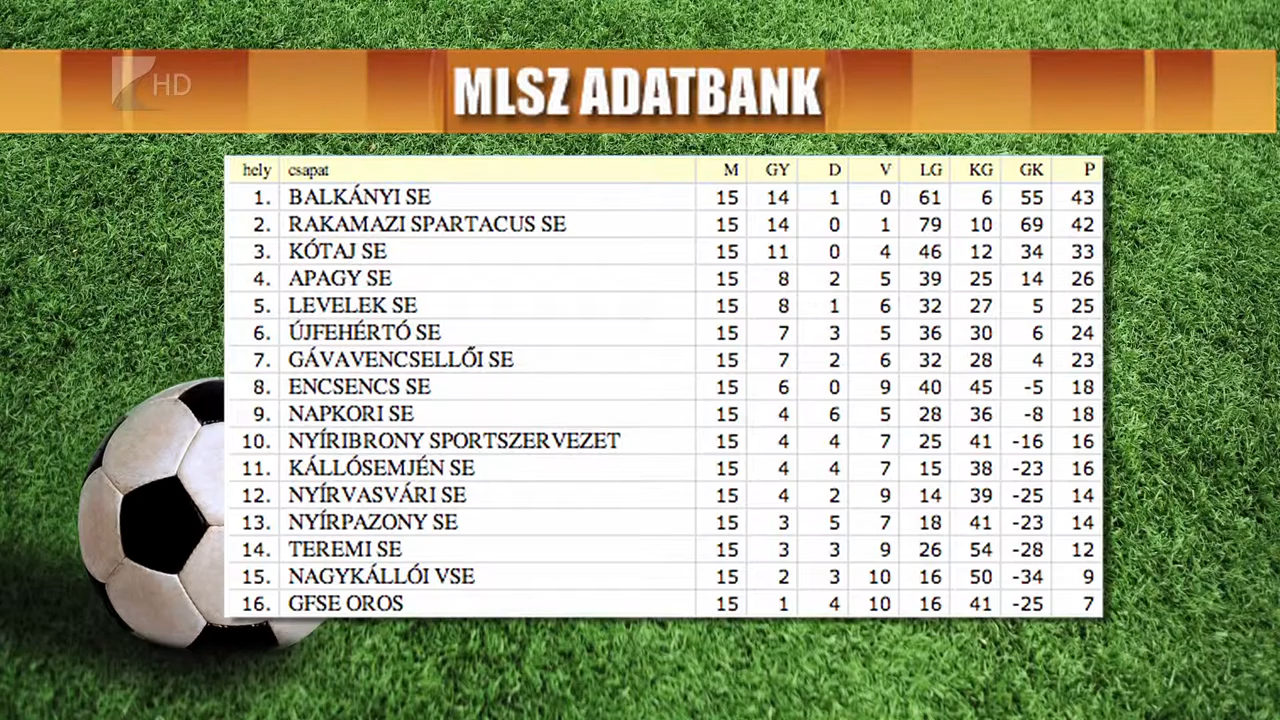 HD
MLSZ ADATBANK
hely csapat M GY D V LG KG GK P
1. BALKÁNYI SE 15 14 1 0 61 6 55 43
2. RAKAMAZI SPARTACUS SE 15 14 0 1 79 10 69 42
3. KÓTAJ SE 15 11 0 4 46 12 34 33
4. APAGY SE 15 8 2 5 39 25 14 26
5. LEVELEK SE 15 8 1 6 32 27 5 25
6. ÚJFEHÉRTÓ SE 15 7 3 5 36 30 6 24
7. GÁVAVENCSELLŐI SE 15 7 2 6 32 28 4 23
8. ENCSENCS SE 15 6 0 9 40 45 -5 18
9. NAPKORI SE 15 4 6 5 28 36 -8 18
10. NYÍRIBRONY SPORTSZERVEZET 15 4 4 7 25 41 -16 16
11. KÁLLÓSEMJÉN SE 15 4 4 7 15 38 -23 16
12. NYÍRVASVÁRI SE 15 4 2 9 14 39 -25 14
13. NYÍRPAZONY SE 15 3 5 7 18 41 -23 14
14. TEREMI SE 15 3 3 9 26 54 -28 12
15. NAGYKÁLLÓI VSE 15 2 3 10 16 50 -34 9
16. GFSE OROS 15 1 4 10 16 41 -25 7